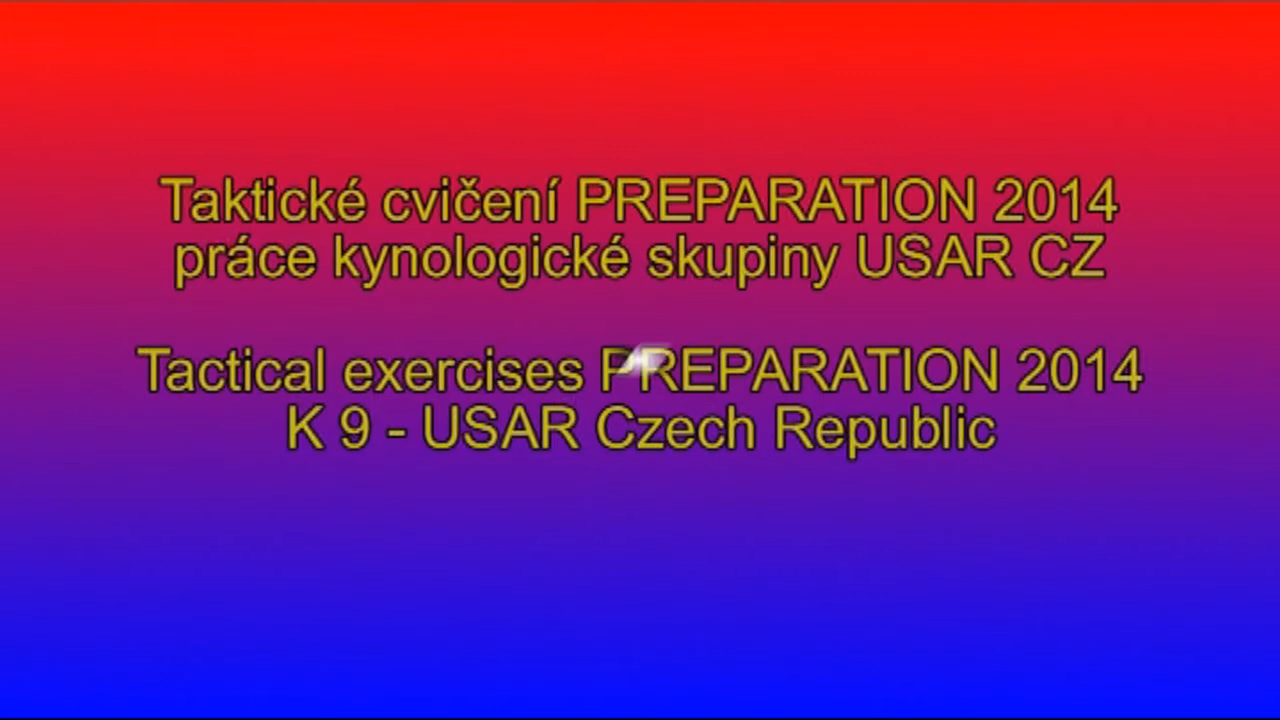 Taktické cvičení PREPARATION 2014
práce kynologické skupiny USAR CZ
Tactical exercises PREPARATION 2014
K 9 - USAR Czech Republic